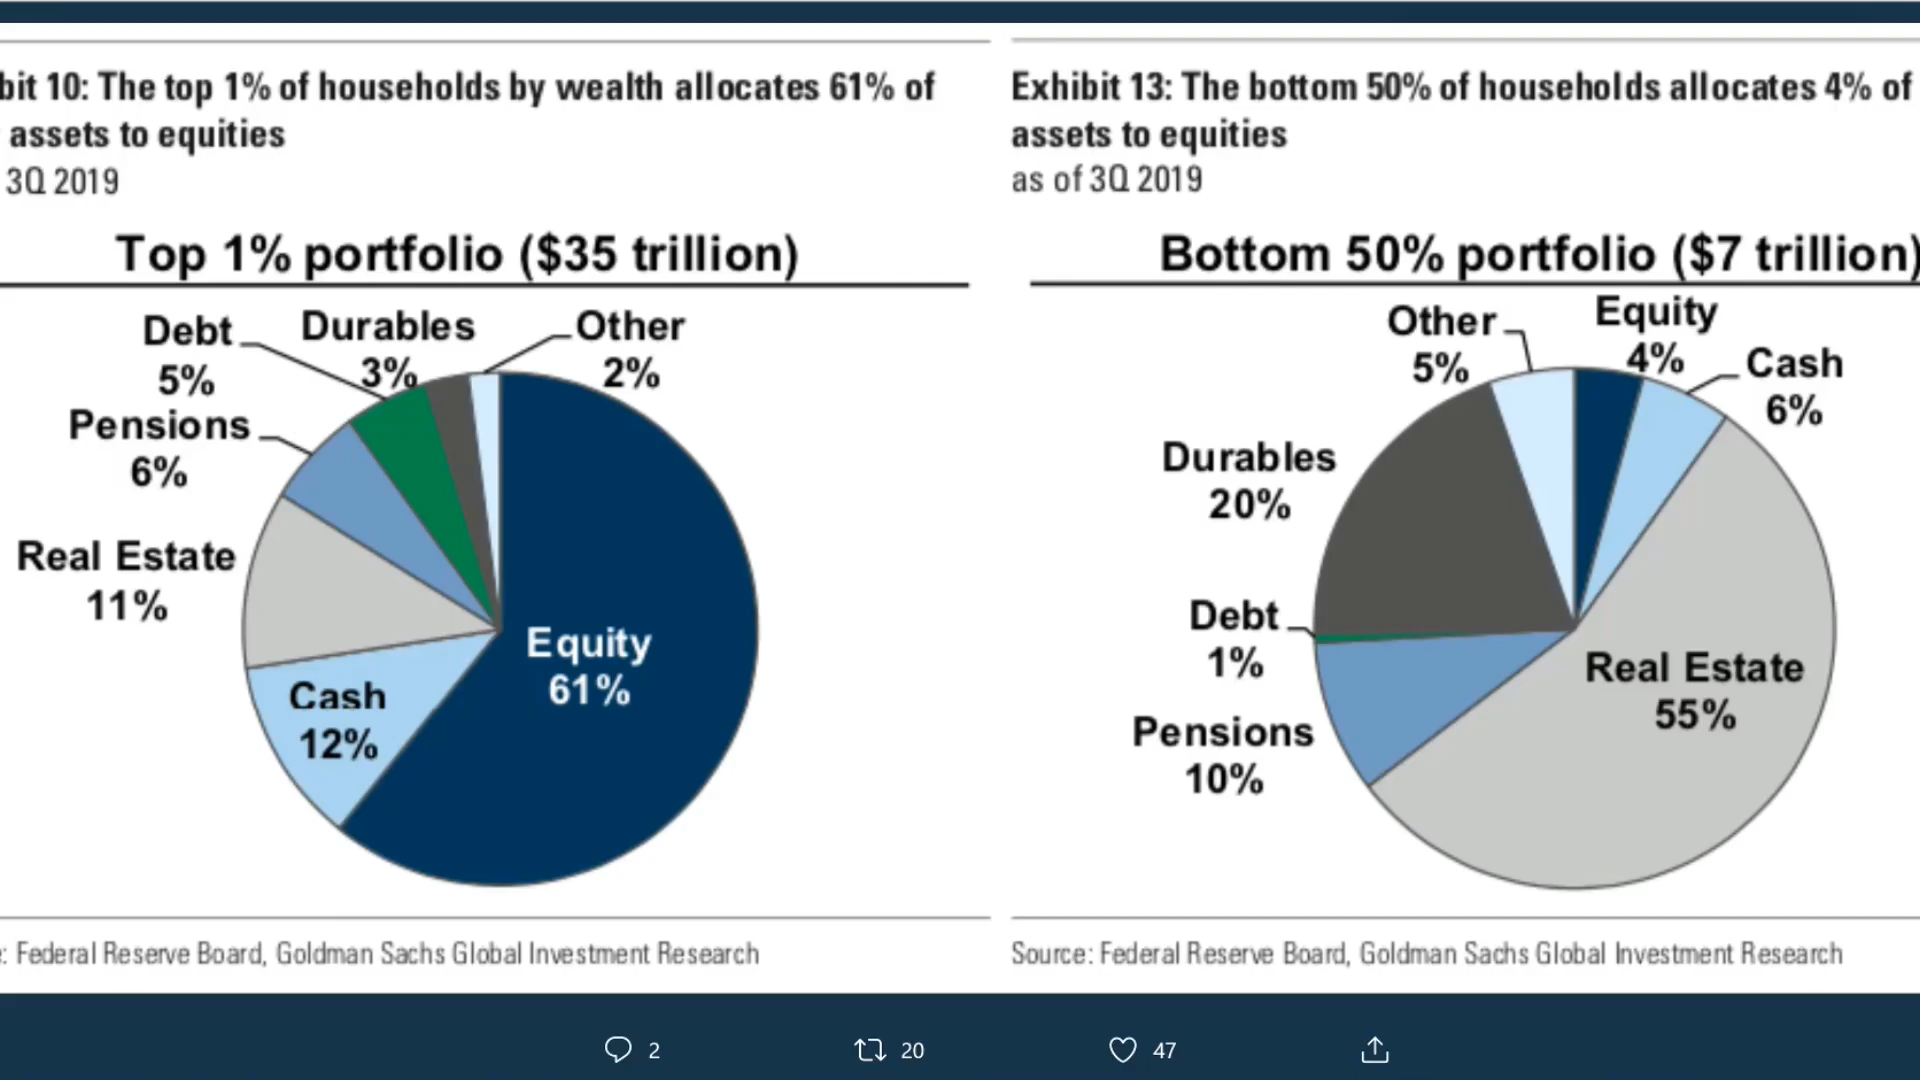 bit 10: The top 1% of households by wealth allocates 61% of
assets to equities
3Q 2019
Top 1% portfolio ($35 trillion)
Debt
5%
Durables
3%
Other
2%
Pensions
6%
Real Estate
11%
Cash
12%
Equity
61%
: Federal Reserve Board, Goldman Sachs Global Investment Research
Exhibit 13: The bottom 50% of households allocates 4% of
assets to equities
as of 3Q 2019
Bottom 50% portfolio ($7 trillion)
Other
5%
Equity
4%
Cash
6%
Durables
20%
Debt
1%
Real Estate
55%
Pensions
10%
Source: Federal Reserve Board, Goldman Sachs Global Investment Research
2
20
47